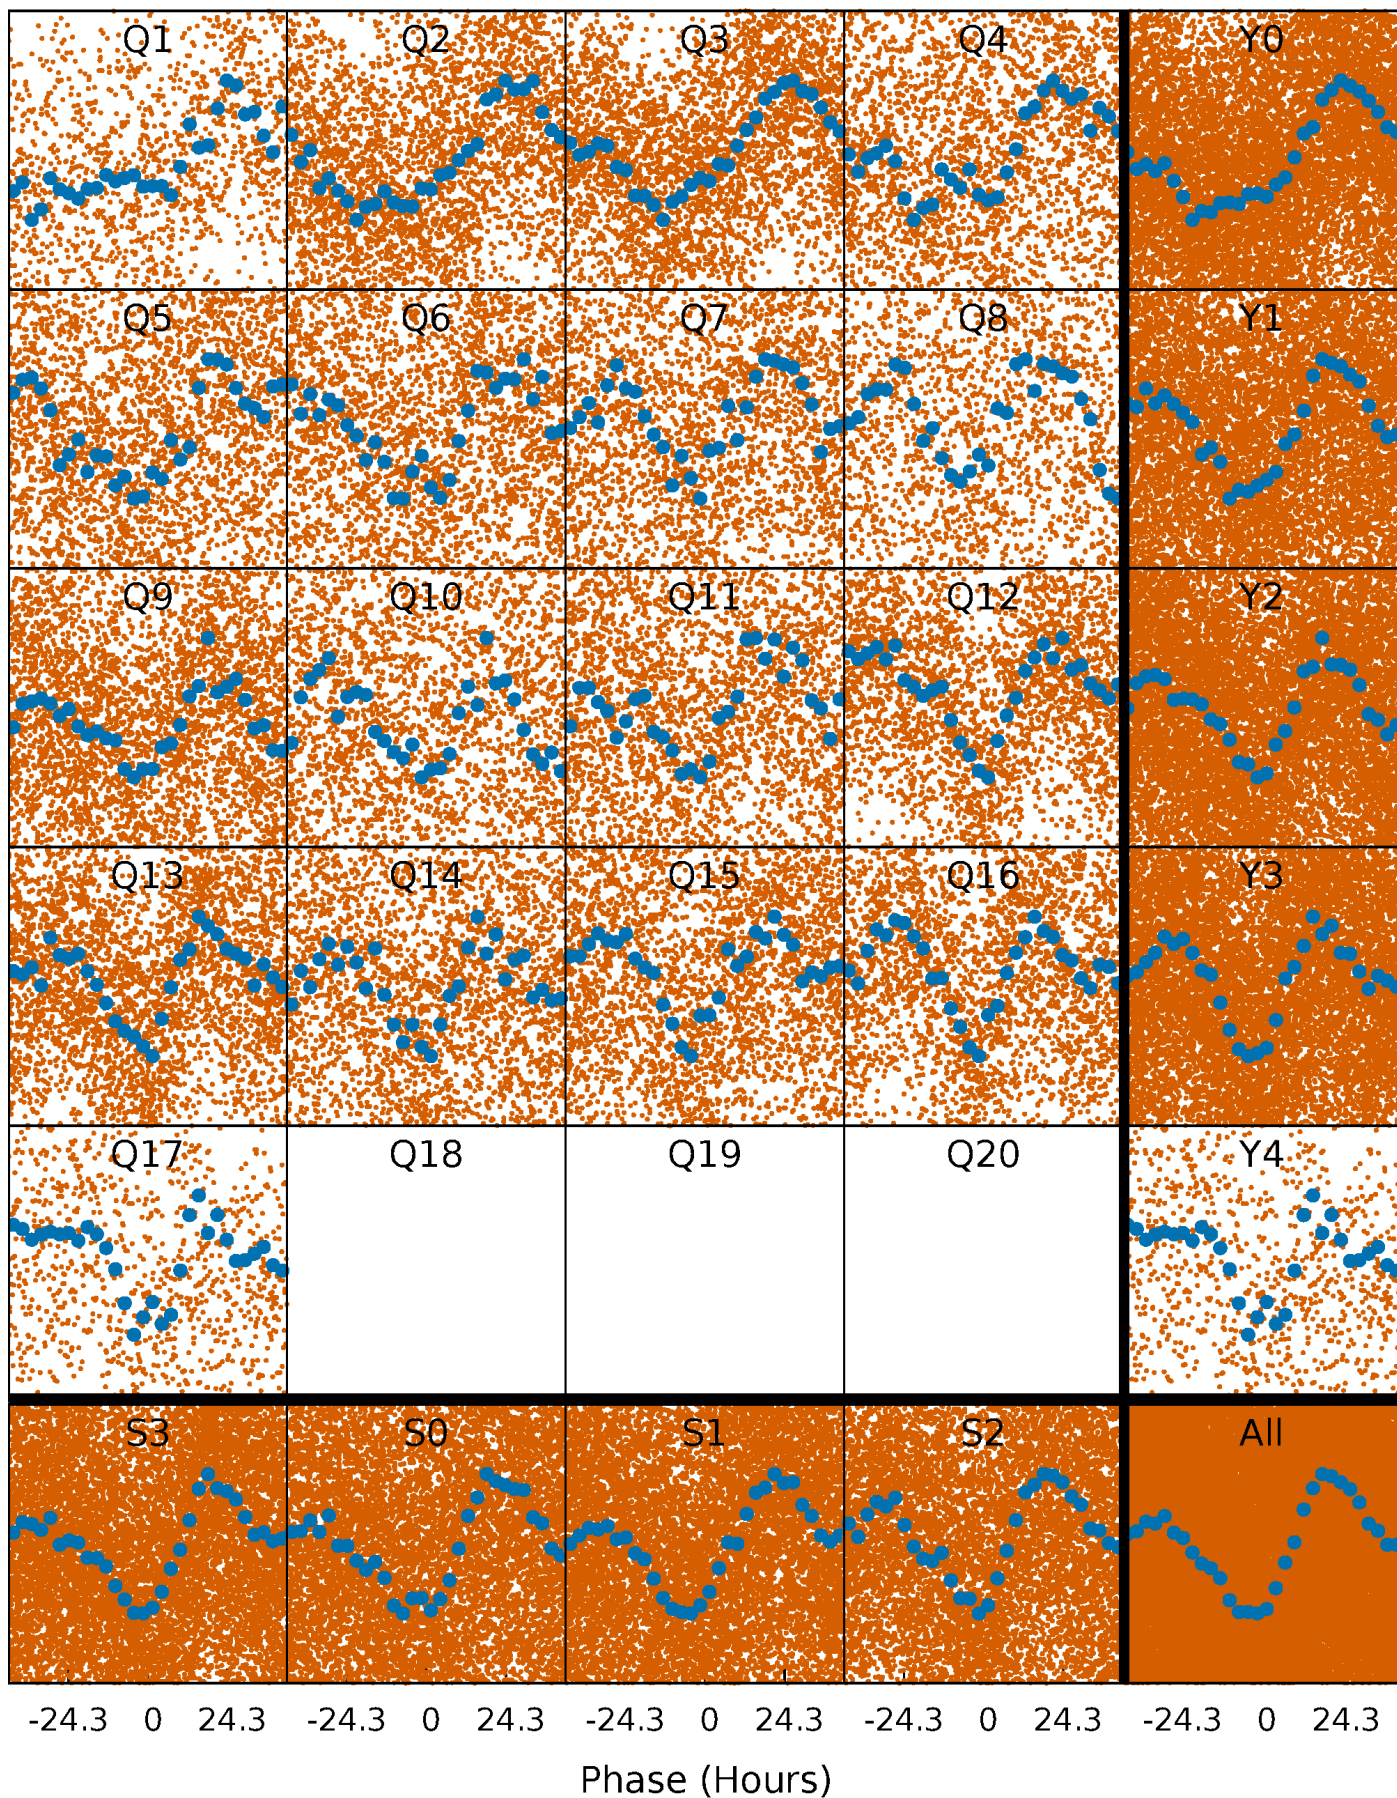 Q1 Q2 Q3 Q4 Y0
Q5 Q6 Q7 Q8 Y1
Q9 Q10 Q11 Q12 Y2
Q13 Q14 Q15 Q16 Y3
Q17 Q18 Q19 Q20 Y4
S3 S0 S1 S2 All
-24.3 0 24.3 -24.3 0 24.3 -24.3 0 24.3 -24.3 0 24.3 -24.3 0 24.3
Phase (Hours)